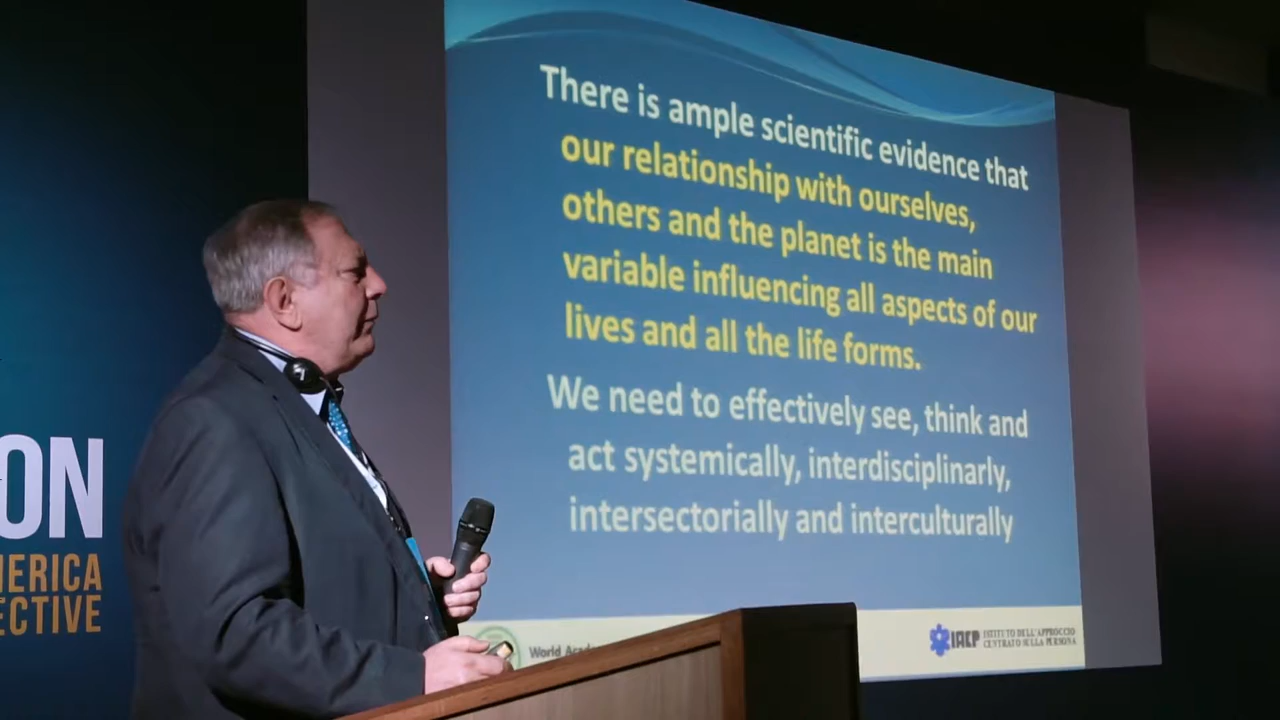 There is ample scientific evidence that
our relationship with ourselves,
others and the planet is the main
variable influencing all aspects of our
lives and all the life forms.
We need to effectively see, think and
act systemically, interdisciplinarly,
intersectorially and interculturally
World
IACP
ISTITUTO DELL'APPROCCIO
CENTRATO SULLA PERSONA
ON
ECTIVE